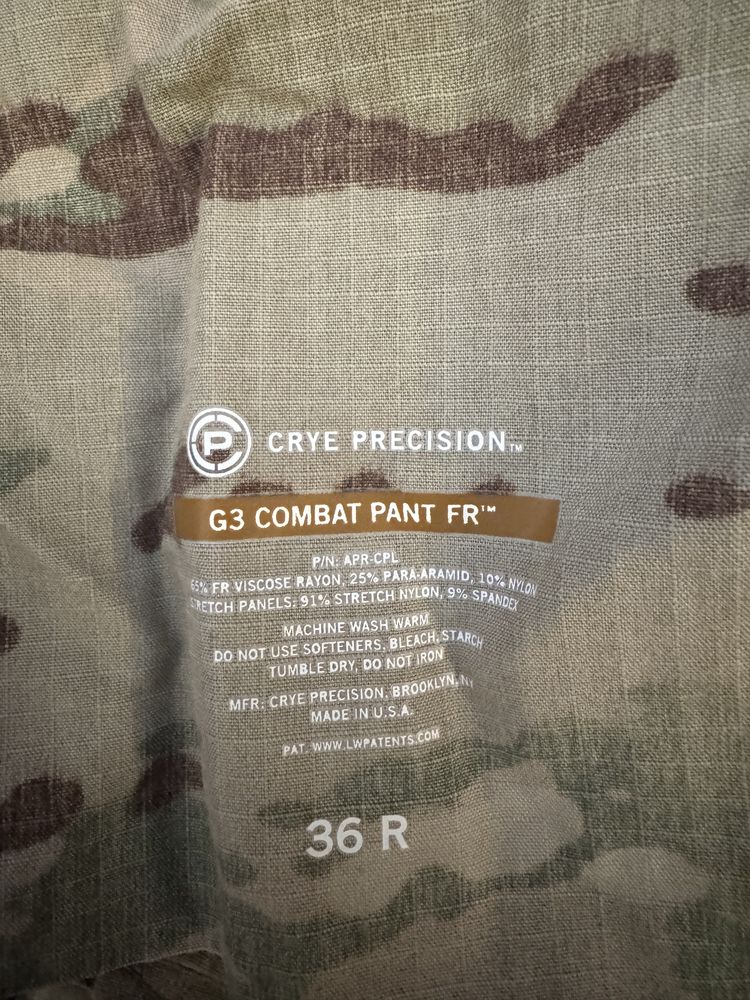 CP CRYE PRECISION™
G3 COMBAT PANT FR™
P/N: APR-CPL
65% FR VISCOSE RAYON, 25% PARA-ARAMID, 10% NYLON
STRETCH PANELS: 91% STRETCH NYLON, 9% SPANDEX
MACHINE WASH WARM
DO NOT USE SOFTENERS, BLEACH, STARCH
TUMBLE DRY, DO NOT IRON
MFR: CRYE PRECISION, BROOKLYN, NY
MADE IN U.S.A.
PAT. WWW.LWPATENTS.COM
36 R